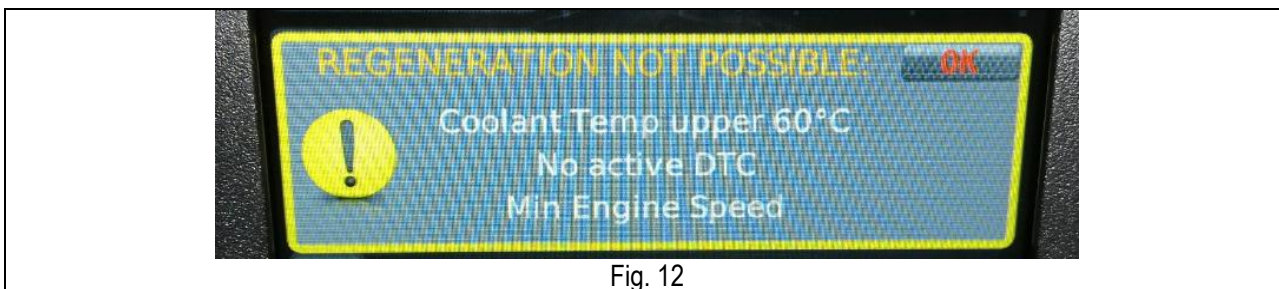 REGENERATION NOT POSSIBLE: OK
Coolant Temp upper 60°C
No active DTC
Min Engine Speed
Fig. 12